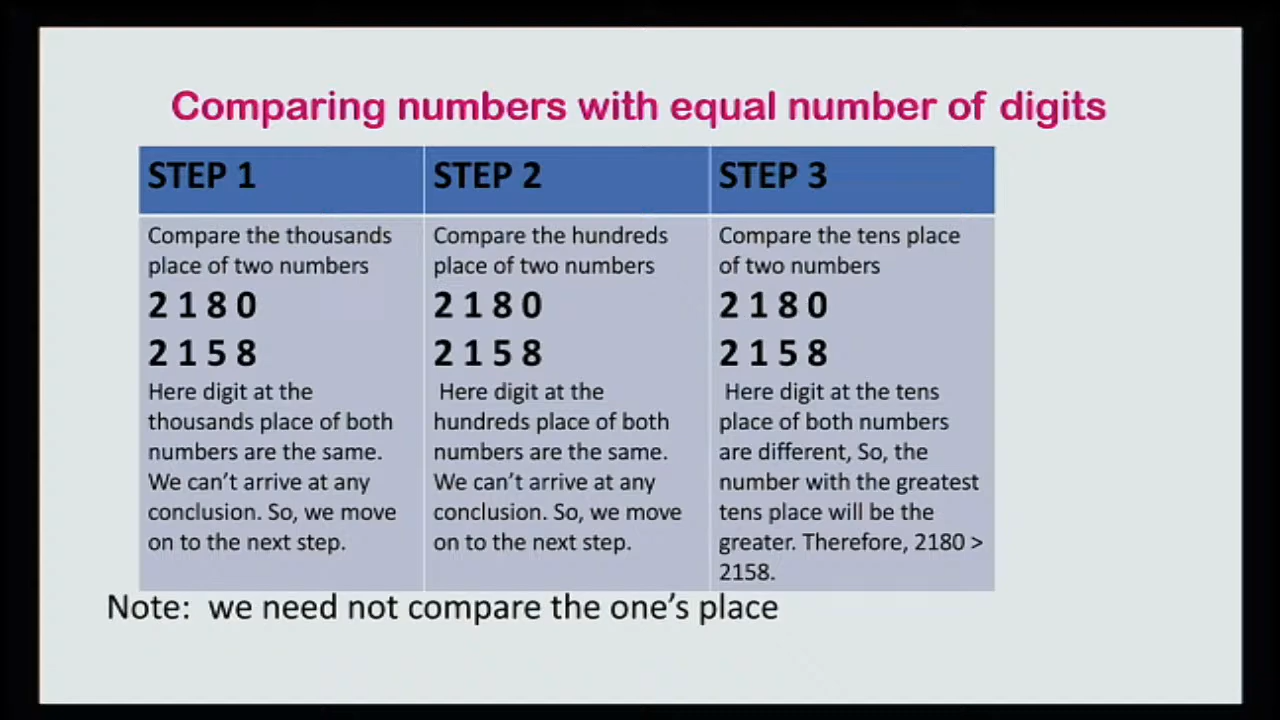 Comparing numbers with equal number of digits
STEP 1
Compare the thousands
place of two numbers
2 1 8 0
2 1 5 8
Here digit at the
thousands place of both
numbers are the same.
We can’t arrive at any
conclusion. So, we move
on to the next step.
STEP 2
Compare the hundreds
place of two numbers
2 1 8 0
2 1 5 8
Here digit at the
hundreds place of both
numbers are the same.
We can’t arrive at any
conclusion. So, we move
on to the next step.
STEP 3
Compare the tens place
of two numbers
2 1 8 0
2 1 5 8
Here digit at the tens
place of both numbers
are different, So, the
number with the greatest
tens place will be the
greater. Therefore, 2180 >
2158.
Note: we need not compare the one’s place